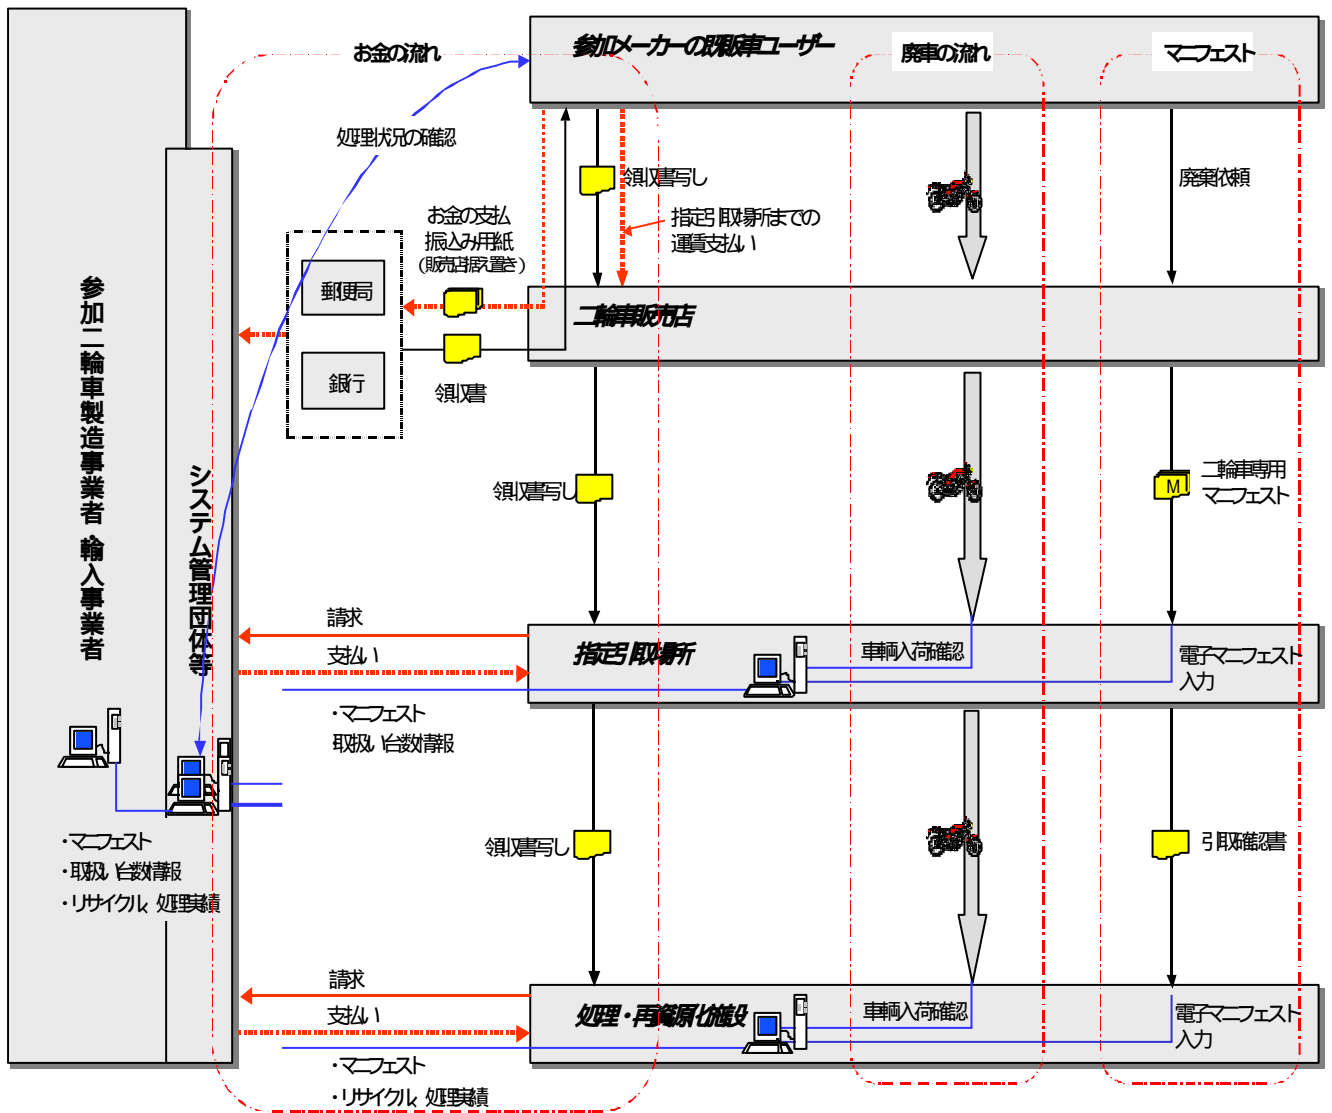 お金の流れ
参加メーカーの既販車ユーザー
廃車の流れ
マニフェスト
処理状況の確認
領収書写し
廃棄依頼
お金の支払
振込み用紙
(販売店据え置き)
指定引取場所までの
運賃支払い
郵便局
銀行
領収書
二輪車販売店
参加二輪車製造事業者・輸入事業者
システム管理団体等
領収書写し
M
二輪車専用
マニフェスト
請求
支払い
指定引取場所
車輌入荷確認
電子マニフェスト
入力
・マニフェスト
取扱い台数情報
・マニフェスト
・取扱い台数情報
・リサイクル、処理実績
領収書写し
引取確認書
請求
支払い
処理・再資源化施設
車輌入荷確認
電子マニフェスト
入力
・マニフェスト
・リサイクル、処理実績